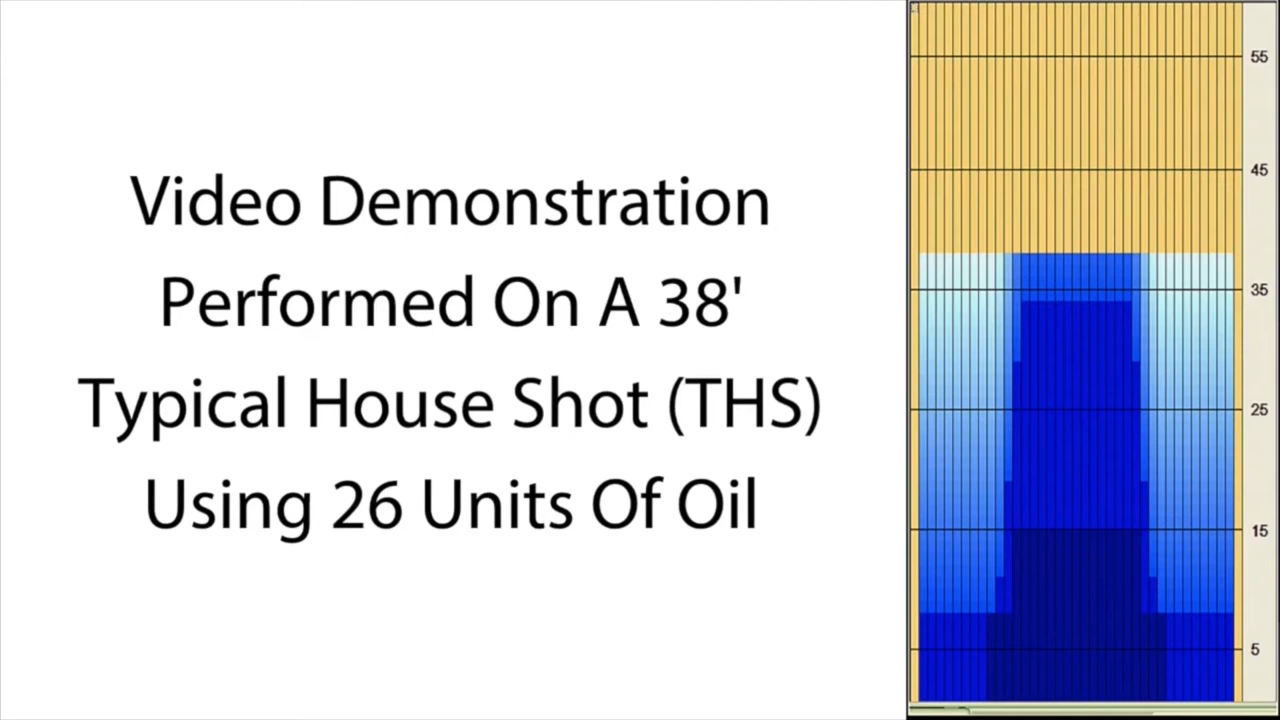 Video Demonstration
Performed On A 38'
Typical House Shot (THS)
Using 26 Units Of Oil
55
45
35
25
15
5